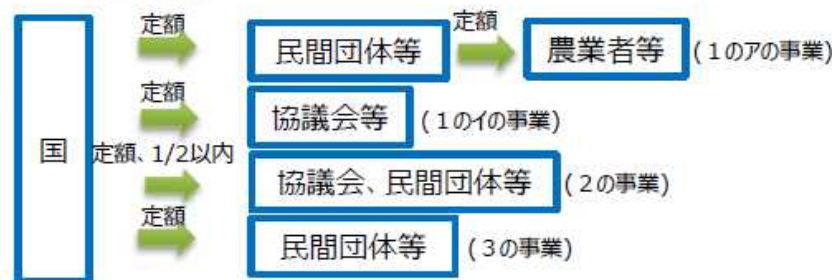 定額 定額
民間団体等 農業者等 (1のアの事業)
定額
協議会等 (1のイの事業)
国 定額、1/2以内
協議会、民間団体等 (2の事業)
定額
民間団体等 (3の事業)